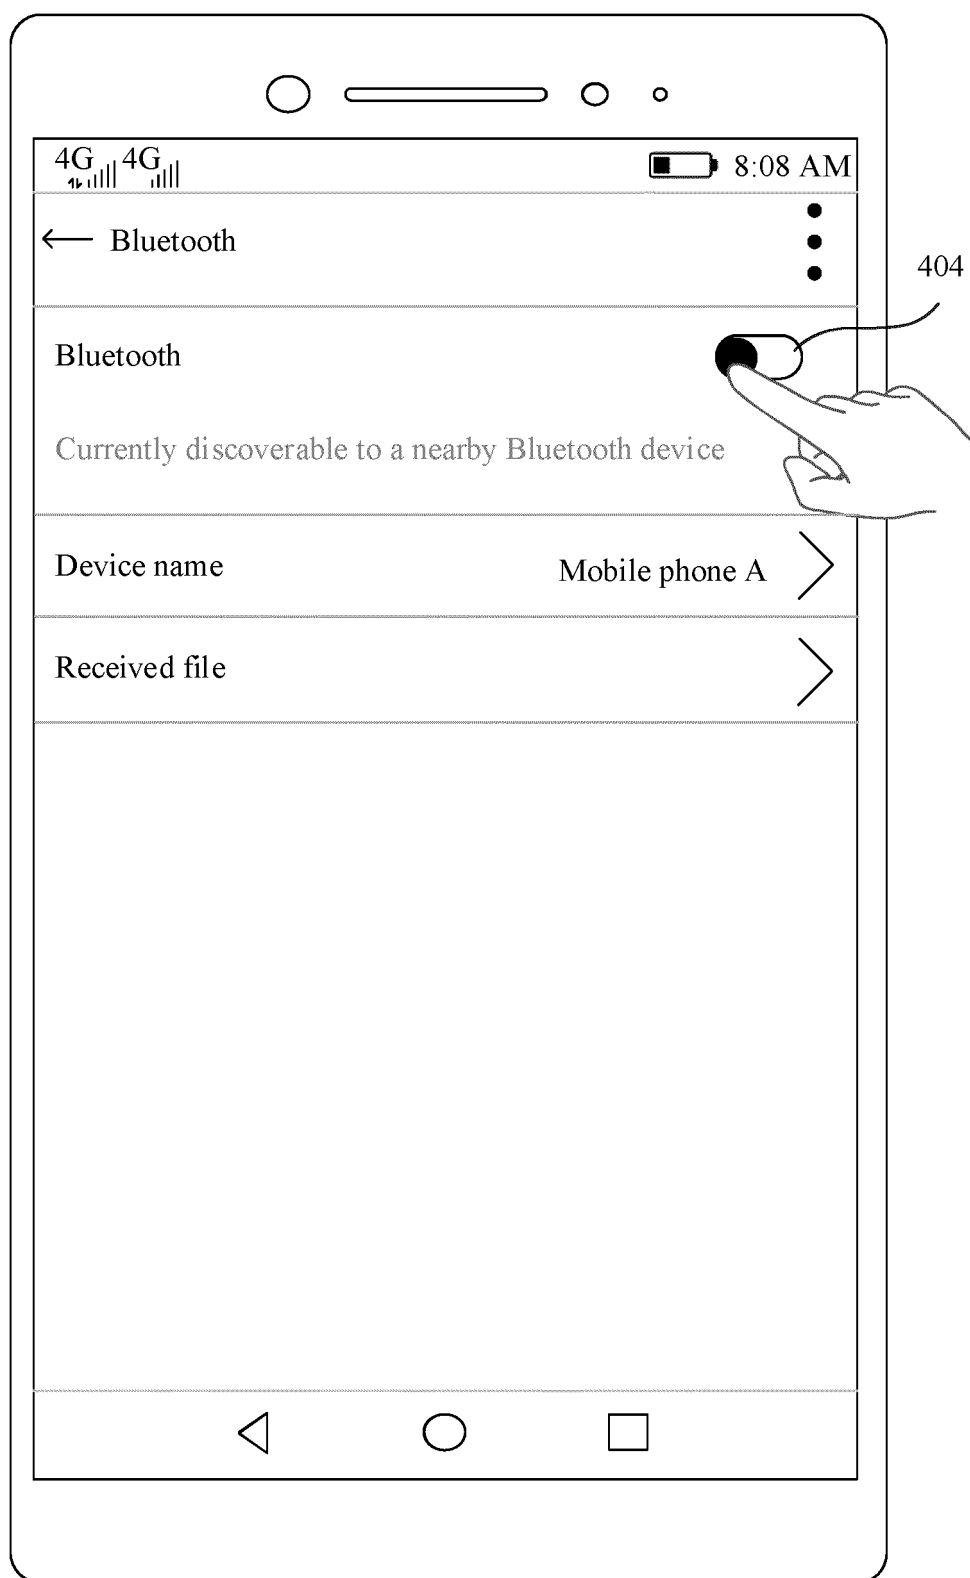 4G 4G 8:08 AM
Bluetooth
404
Bluetooth
Currently discoverable to a nearby Bluetooth device
Device name Mobile phone A
Received file